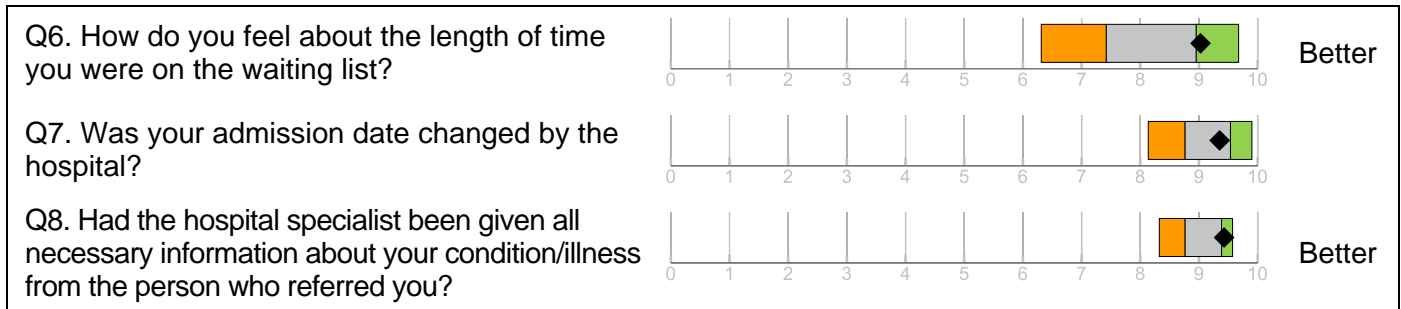 Q6. How do you feel about the length of time
you were on the waiting list?
Better
0 1 2 3 4 5 6 7 8 9 10
Q7. Was your admission date changed by the
hospital?
0 1 2 3 4 5 6 7 8 9 10
Q8. Had the hospital specialist been given all
necessary information about your condition/illness
from the person who referred you?
Better
0 1 2 3 4 5 6 7 8 9 10